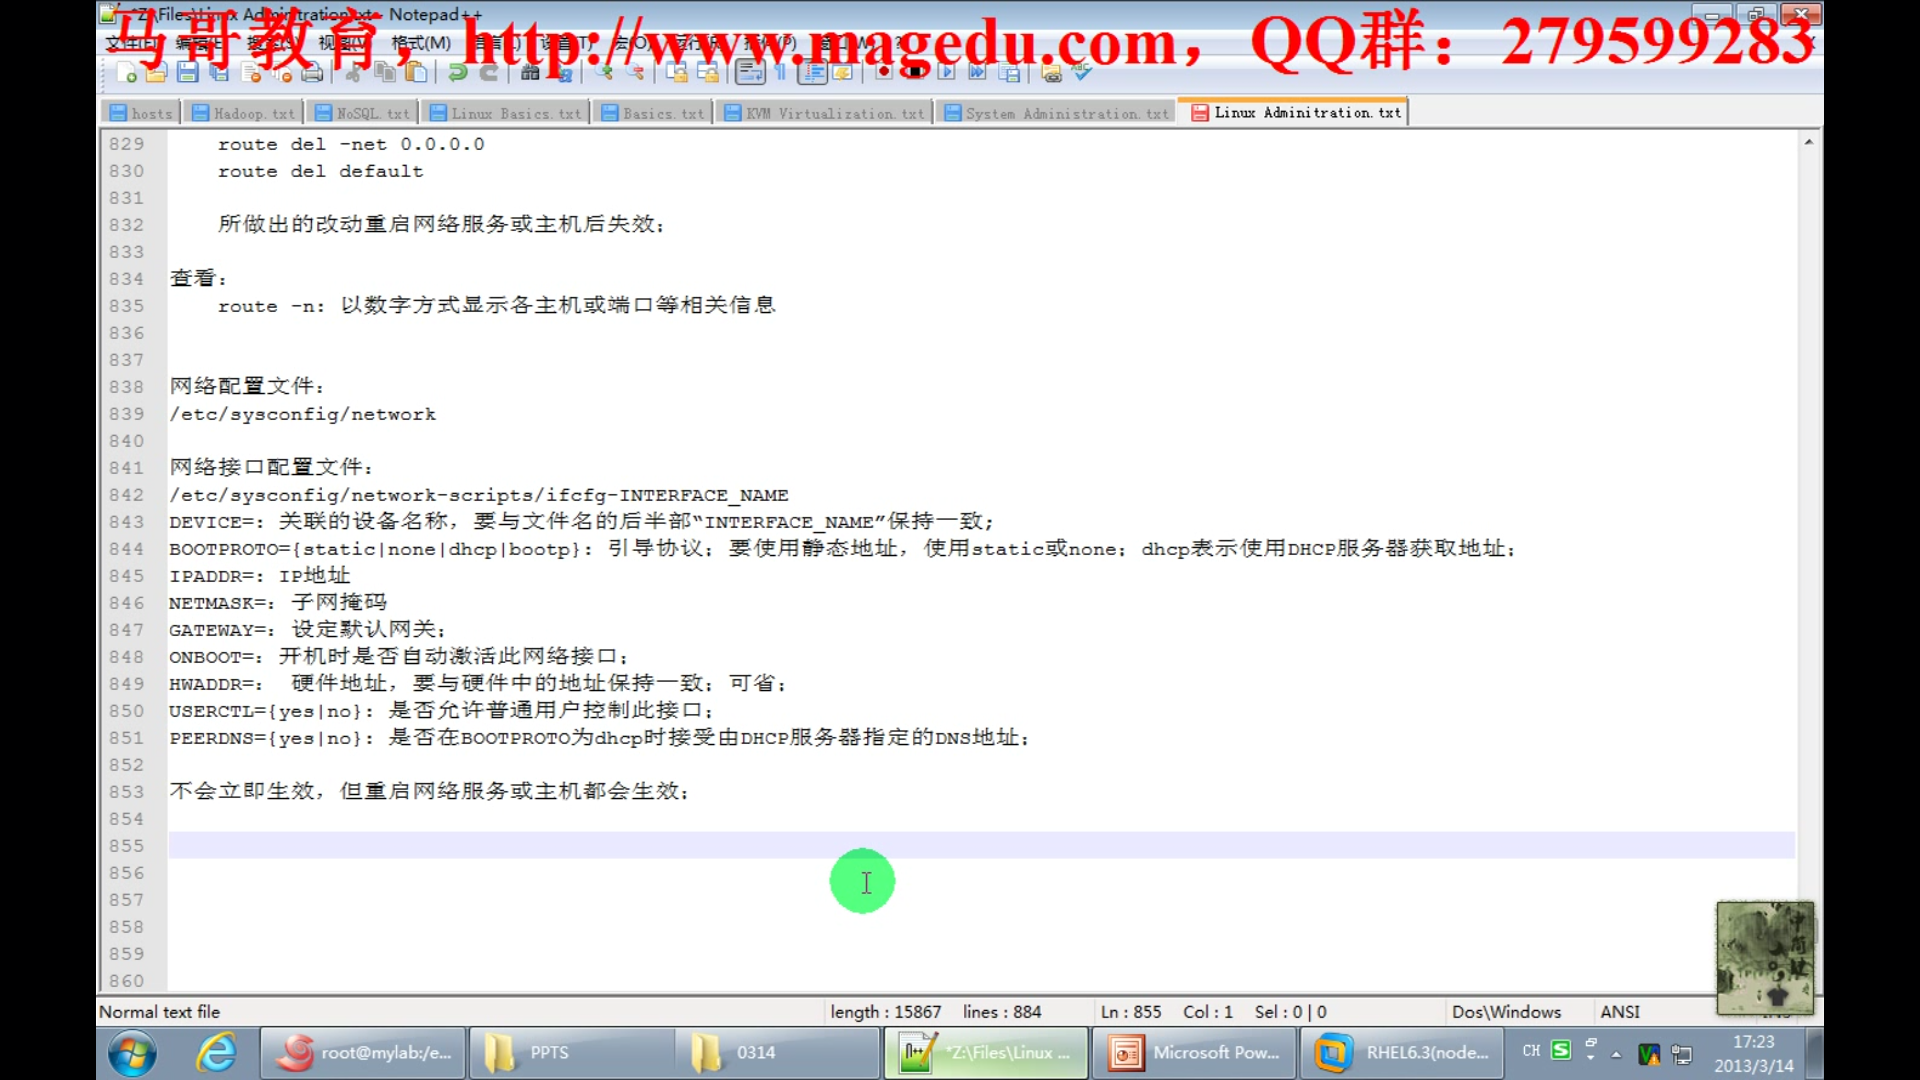 *Z:\Files\Linux Adminitration.txt - Notepad++
马哥教育，http://www.magedu.com，QQ群：279599283
格式(M)
hosts
Hadoop.txt
NoSQL.txt
Linux Basics.txt
Basics.txt
KVM Virtualization.txt
System Administration.txt
Linux Adminitration.txt
829 route del -net 0.0.0.0
830 route del default
831
832 所做出的改动重启网络服务或主机后失效；
833
834 查看：
835 route -n: 以数字方式显示各主机或端口等相关信息
836
837
838 网络配置文件：
839 /etc/sysconfig/network
840
841 网络接口配置文件：
842 /etc/sysconfig/network-scripts/ifcfg-INTERFACE_NAME
843 DEVICE=: 关联的设备名称，要与文件名的后半部“INTERFACE_NAME”保持一致;
844 BOOTPROTO={static|none|dhcp|bootp}: 引导协议；要使用静态地址，使用static或none；dhcp表示使用DHCP服务器获取地址；
845 IPADDR=: IP地址
846 NETMASK=: 子网掩码
847 GATEWAY=: 设定默认网关；
848 ONBOOT=: 开机时是否自动激活此网络接口；
849 HWADDR=: 硬件地址，要与硬件中的地址保持一致；可省；
850 USERCTL={yes|no}: 是否允许普通用户控制此接口；
851 PEERDNS={yes|no}: 是否在BOOTPROTO为dhcp时接受由DHCP服务器指定的DNS地址；
852
853 不会立即生效，但重启网络服务或主机都会生效；
854
855
856
857
858
859
860
Normal text file
length : 15867 lines : 884
Ln : 855 Col : 1 Sel : 0 | 0
Dos\Windows
ANSI
root@mylab:/e...
PPTS
0314
*Z:\Files\Linux ...
Microsoft Pow...
RHEL6.3(node...
CH
17:23
2013/3/14